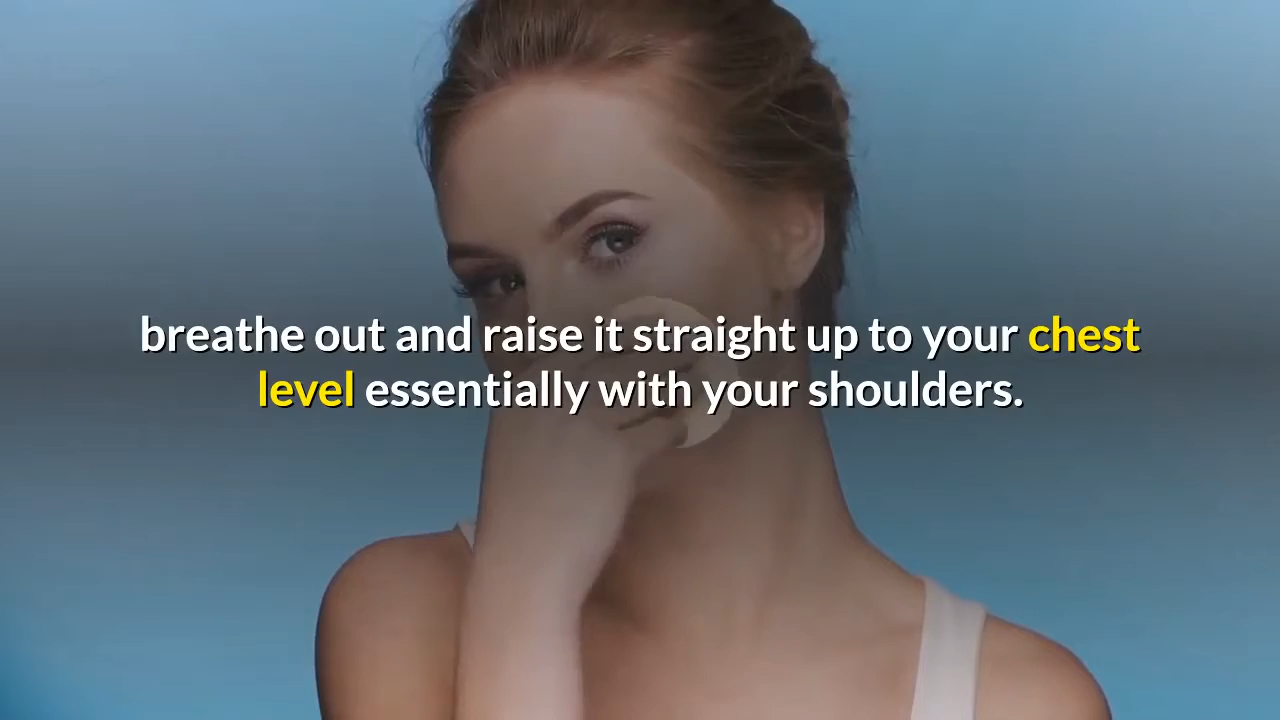 breathe out and raise it straight up to your chest
level essentially with your shoulders.